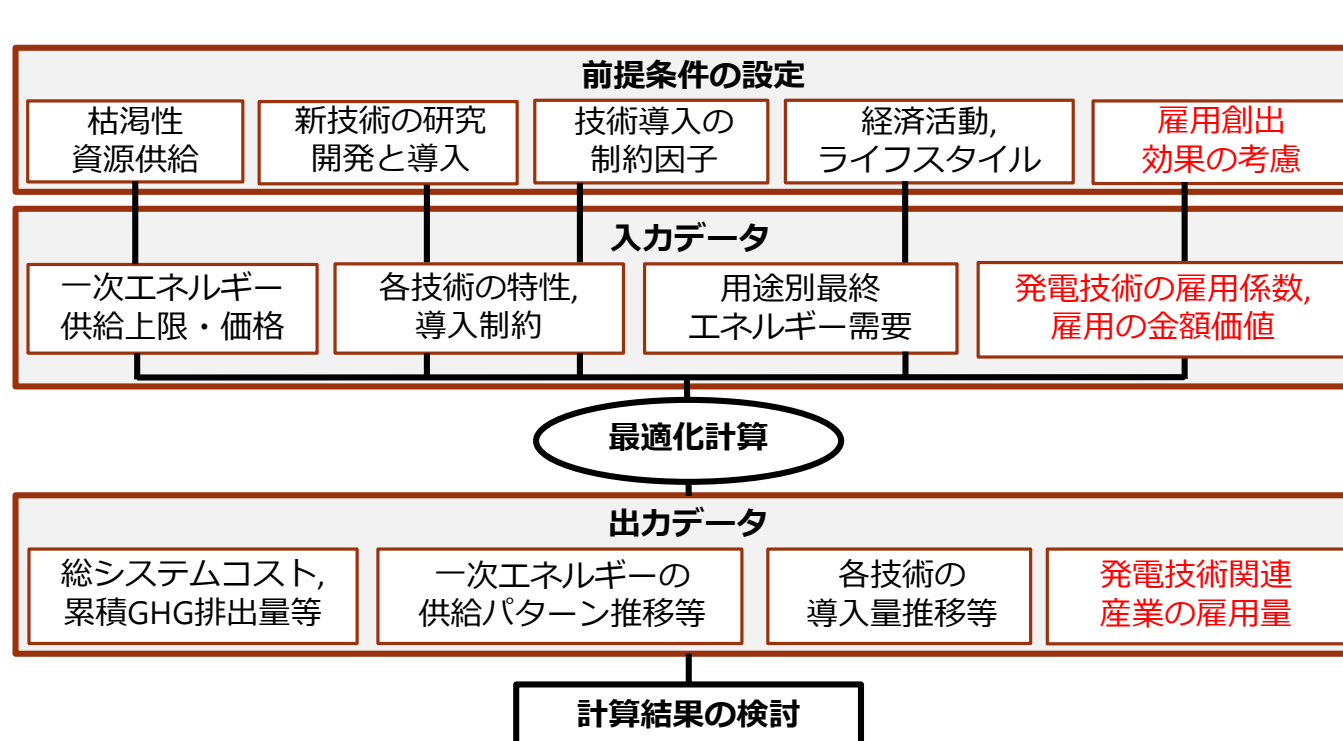 前提条件の設定
枯渇性
資源供給
新技術の研究
開発と導入
技術導入の
制約因子
経済活動,
ライフスタイル
雇用創出
効果の考慮
入力データ
一次エネルギー
供給上限・価格
各技術の特性,
導入制約
用途別最終
エネルギー需要
発電技術の雇用係数,
雇用の金額価値
最適化計算
出力データ
総システムコスト,
累積GHG排出量等
一次エネルギーの
供給パターン推移等
各技術の
導入量推移等
発電技術関連
産業の雇用量
計算結果の検討